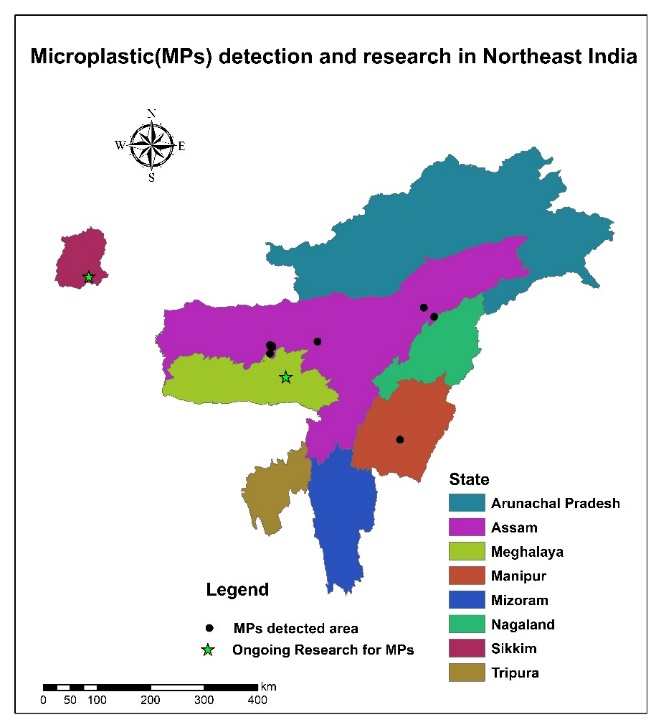 Microplastic(MPs) detection and research in Northeast India
N
W E
S
State
Arunachal Pradesh
Assam
Meghalaya
Manipur
Mizoram
Nagaland
Sikkim
Tripura
Legend
MPs detected area
Ongoing Research for MPs
km
0 50 100 200 300 400